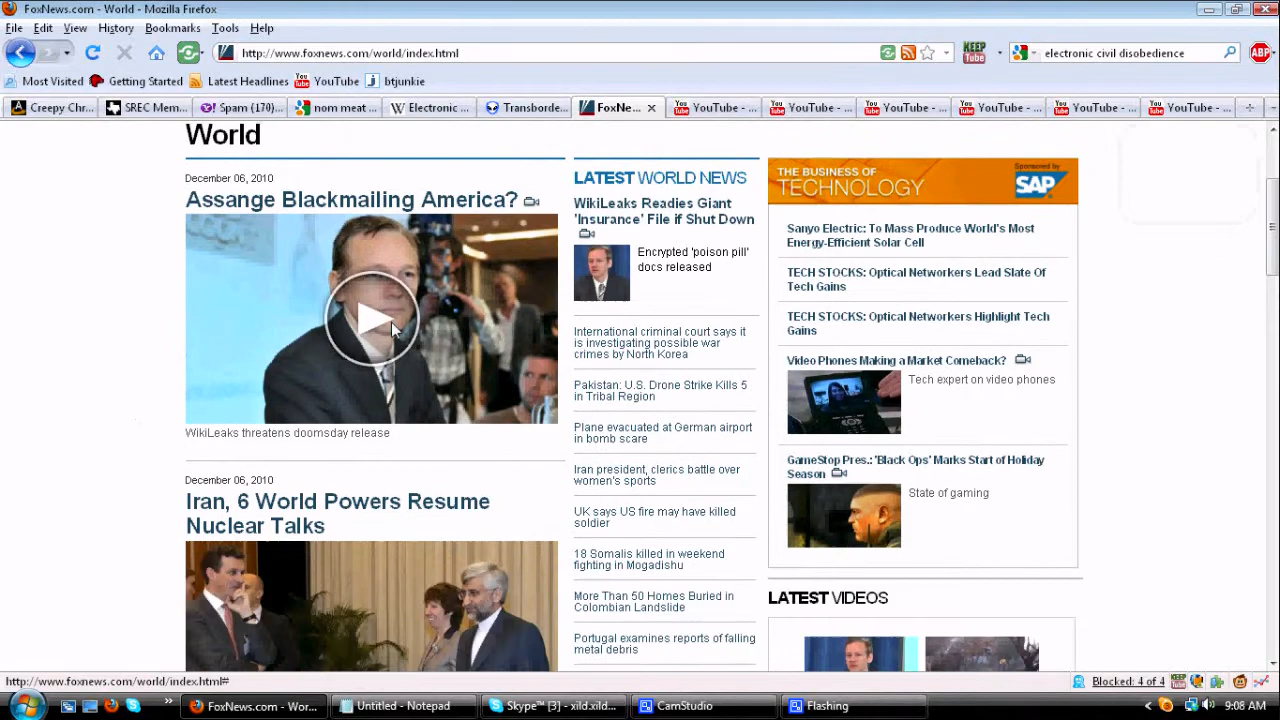 FoxNews.com - World - Mozilla Firefox
File Edit View History Bookmarks Tools Help
http://www.foxnews.com/world/index.html
KEEP Tube
electronic civil disobedience
ABP
Most Visited Getting Started Latest Headlines YouTube btjunkie
Creepy Chr... SREC Mem... Spam (170)... nom meat ... Electronic ... Transborde... FoxNe... YouTube - ... YouTube - ... YouTube - ... YouTube - ... YouTube - ... YouTube - ...
World
December 06, 2010
Assange Blackmailing America?
WikiLeaks threatens doomsday release
December 06, 2010
Iran, 6 World Powers Resume
Nuclear Talks
LATEST WORLD NEWS
WikiLeaks Readies Giant
'Insurance' File if Shut Down
Encrypted 'poison pill'
docs released
International criminal court says it
is investigating possible war
crimes by North Korea
Pakistan: U.S. Drone Strike Kills 5
in Tribal Region
Plane evacuated at German airport
in bomb scare
Iran president, clerics battle over
women's sports
UK says US fire may have killed
soldier
18 Somalis killed in weekend
fighting in Mogadishu
More Than 50 Homes Buried in
Colombian Landslide
Portugal examines reports of falling
metal debris
THE BUSINESS OF
TECHNOLOGY
Sponsored by
SAP
Sanyo Electric: To Mass Produce World's Most
Energy-Efficient Solar Cell
TECH STOCKS: Optical Networkers Lead Slate Of
Tech Gains
TECH STOCKS: Optical Networkers Highlight Tech
Gains
Video Phones Making a Market Comeback?
Tech expert on video phones
GameStop Pres.: 'Black Ops' Marks Start of Holiday
Season
State of gaming
LATEST VIDEOS
http://www.foxnews.com/world/index.html#
Blocked: 4 of 4
FoxNews.com - Wor...
Untitled - Notepad
Skype™ [3] - xild.xild...
CamStudio
Flashing
9:08 AM